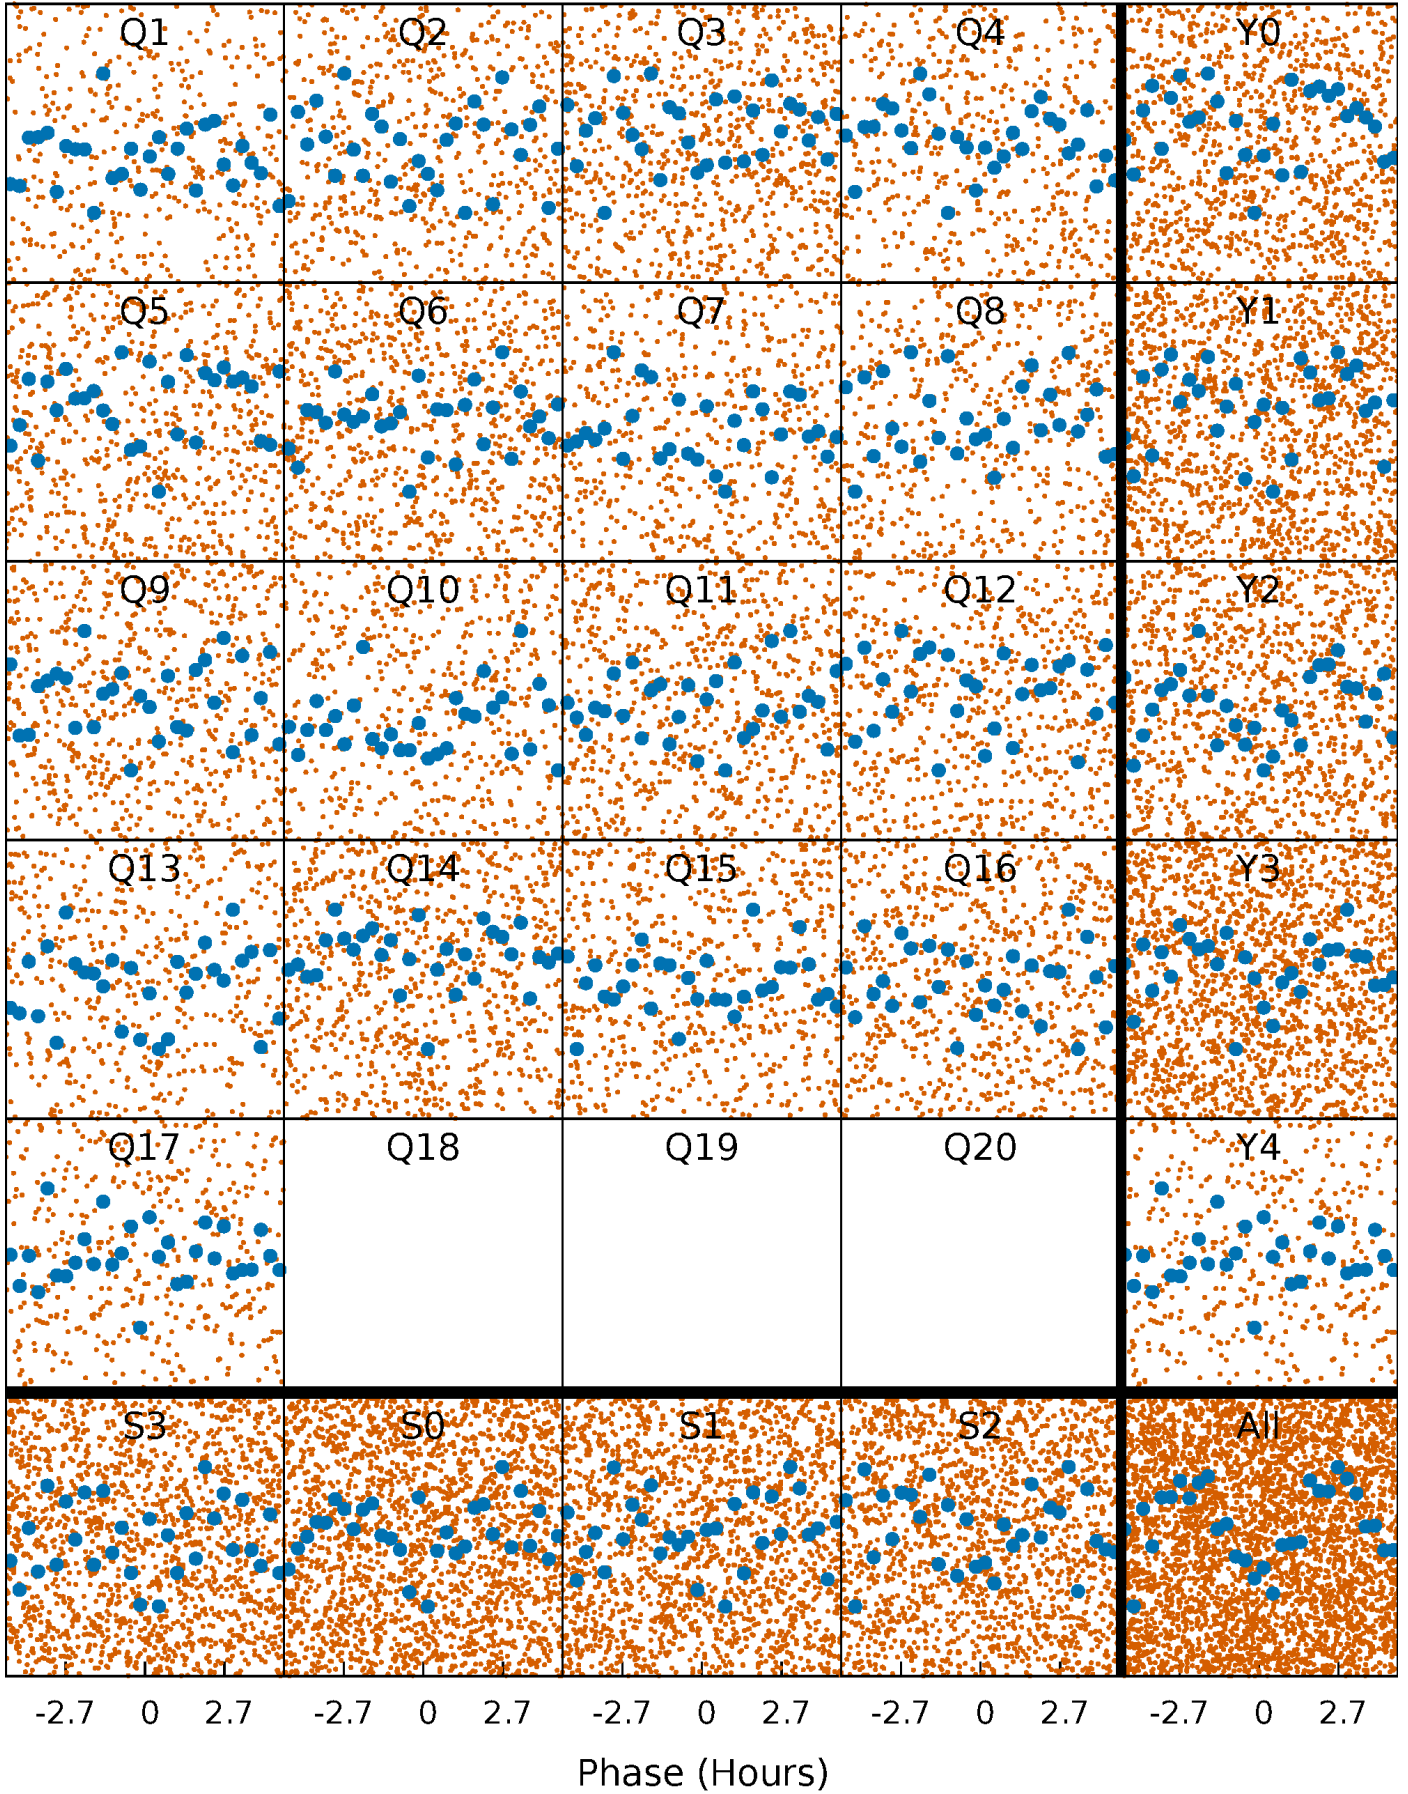 Q1 Q2 Q3 Q4 Y0
Q5 Q6 Q7 Q8 Y1
Q9 Q10 Q11 Q12 Y2
Q13 Q14 Q15 Q16 Y3
Q17 Q18 Q19 Q20 Y4
S3 S0 S1 S2 All
-2.7 0 2.7 -2.7 0 2.7 -2.7 0 2.7 -2.7 0 2.7 -2.7 0 2.7
Phase (Hours)